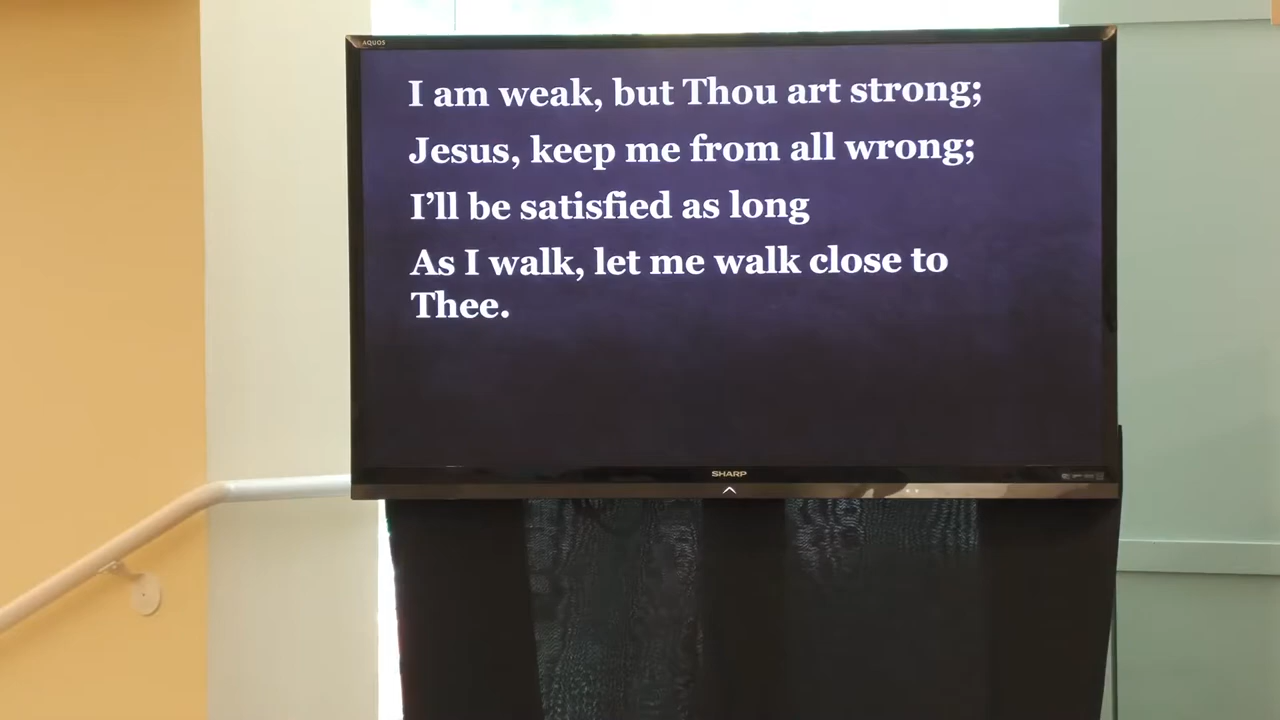 AQUOS
I am weak, but Thou art strong;
Jesus, keep me from all wrong;
I’ll be satisfied as long
As I walk, let me walk close to
Thee.
SHARP